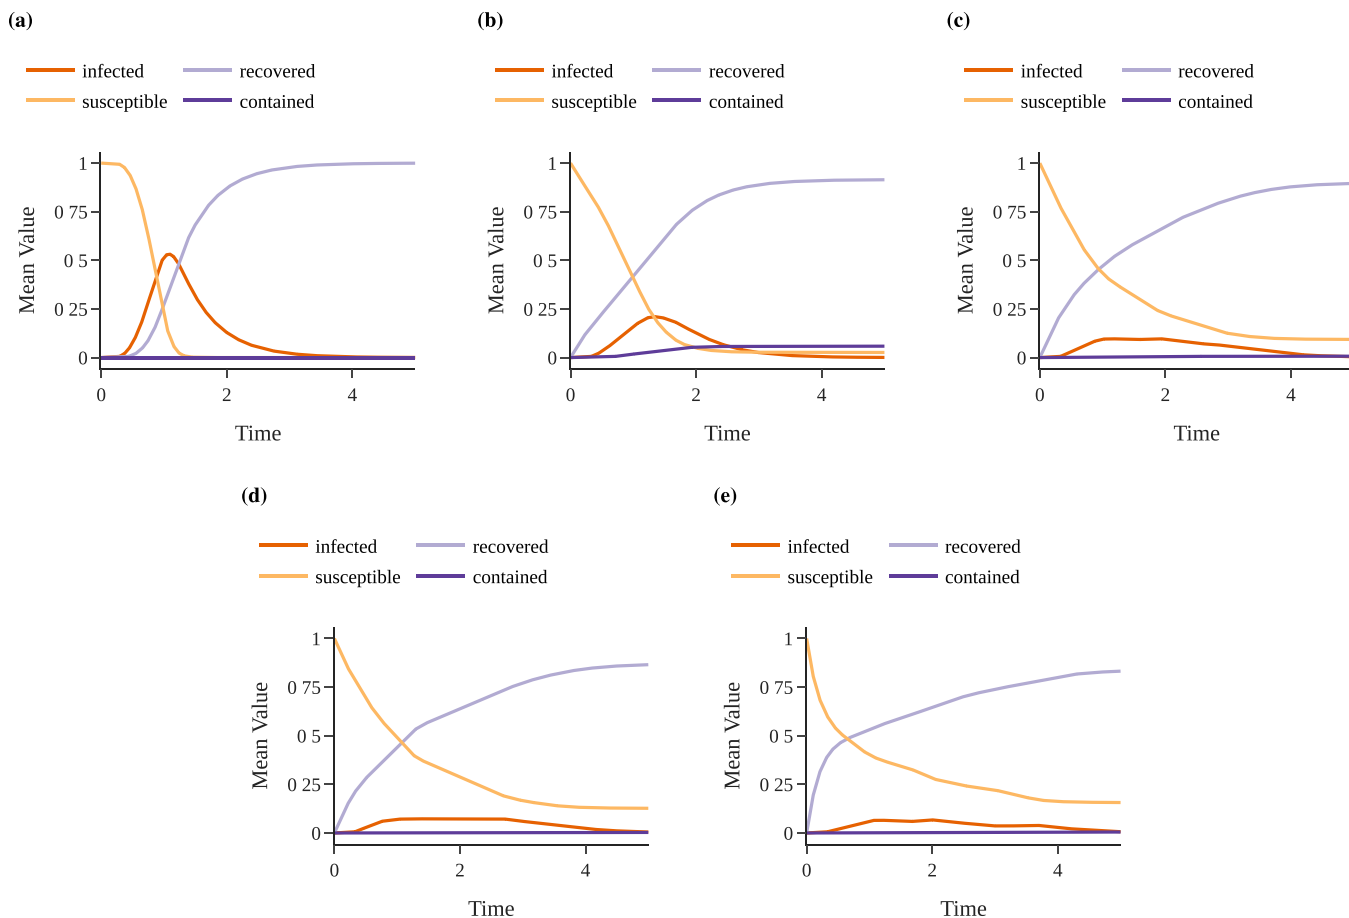 (a) (b) (c)
infected recovered infected recovered infected recovered
susceptible contained susceptible contained susceptible contained
1 1 1
0 75 0 75 0 75
0 5 0 5 0 5
0 25 0 25 0 25
0 0 0
Mean Value Mean Value Mean Value
0 2 4 0 2 4 0 2 4
Time Time Time
(d) (e)
infected recovered infected recovered
susceptible contained susceptible contained
1 1
0 75 0 75
0 5 0 5
0 25 0 25
0 0
Mean Value Mean Value
0 2 4 0 2 4
Time Time